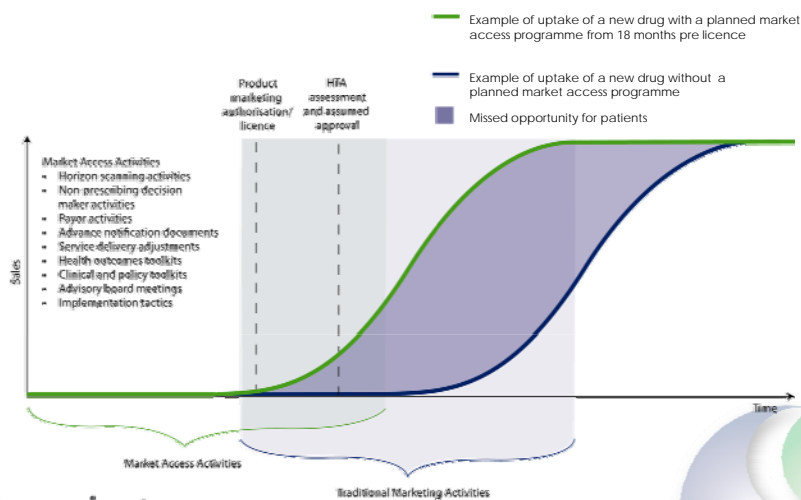 Example of uptake of a new drug with a planned market
access programme from 18 months pre licence
Example of uptake of a new drug without a
planned market access programme
Missed opportunity for patients
Product
marketing
authorisation/
licence
HTA
assessment
and assumed
approval
Market Access Activities
- Horizon scanning activities
- Non-prescribing decision
maker activities
- Payor activities
- Advance notification documents
- Service delivery adjustments
- Health outcomes toolkits
- Clinical and policy toolkits
- Advisory board meetings
- Implementation tactics
Sales
Time
Market Access Activities
Traditional Marketing Activities